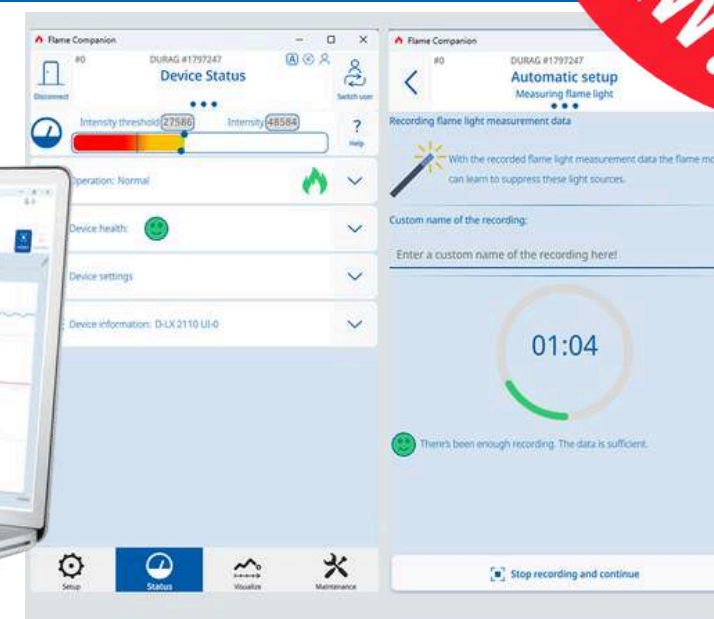 W.
Flame Companion
#0
DURAG #1797247
Device Status
Disconnect
A
Switch user
Intensity threshold 27586
Intensity 48584
?
Help
Operation: Normal
Device health:
Device settings
Device information: D-LX 2110 UI-0
Setup
Status
Visualize
Maintenance
Flame Companion
#0
DURAG #1797247
Automatic setup
Measuring flame light
Recording flame light measurement data
With the recorded flame light measurement data the flame mo
can learn to suppress these light sources.
Custom name of the recording:
Enter a custom name of the recording here!
01:04
There's been enough recording. The data is sufficient.
Stop recording and continue